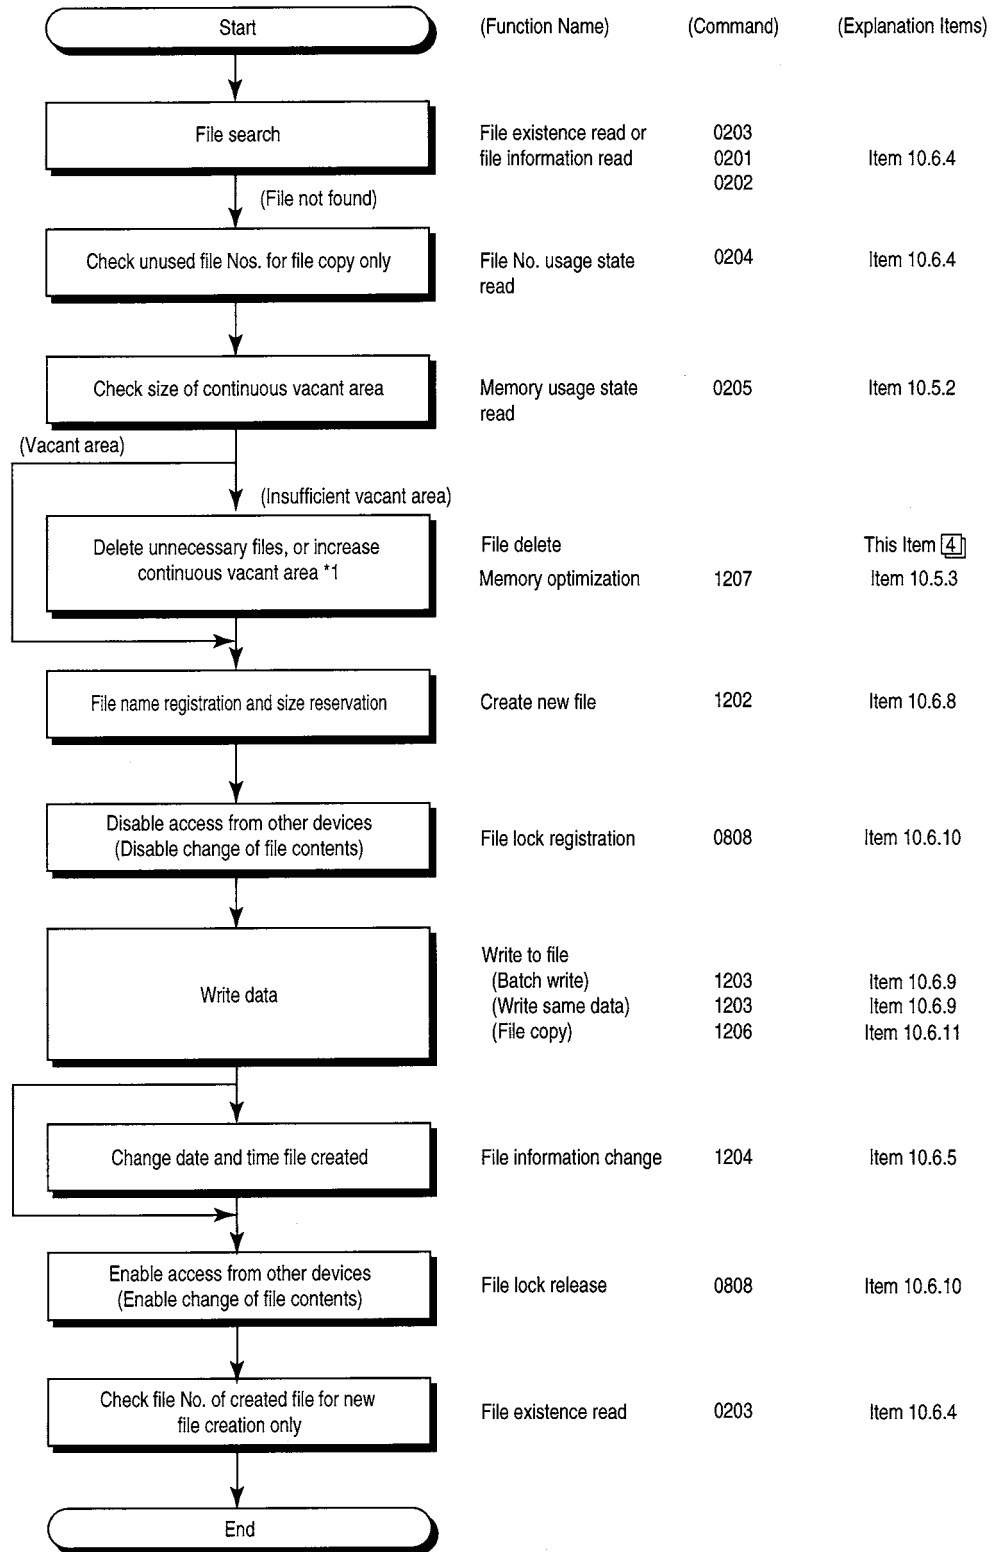 Start (Function Name) (Command) (Explanation Items)
File search
File existence read or 0203
file information read 0201 Item 10.6.4
0202
(File not found)
Check unused file Nos. for file copy only
File No. usage state 0204 Item 10.6.4
read
Check size of continuous vacant area
Memory usage state 0205 Item 10.5.2
read
(Vacant area)
(Insufficient vacant area)
Delete unnecessary files, or increase
continuous vacant area *1
File delete This Item 4
Memory optimization 1207 Item 10.5.3
File name registration and size reservation Create new file 1202 Item 10.6.8
Disable access from other devices
(Disable change of file contents)
File lock registration 0808 Item 10.6.10
Write data
Write to file
(Batch write) 1203 Item 10.6.9
(Write same data) 1203 Item 10.6.9
(File copy) 1206 Item 10.6.11
Change date and time file created File information change 1204 Item 10.6.5
Enable access from other devices
(Enable change of file contents)
File lock release 0808 Item 10.6.10
Check file No. of created file for new
file creation only
File existence read 0203 Item 10.6.4
End